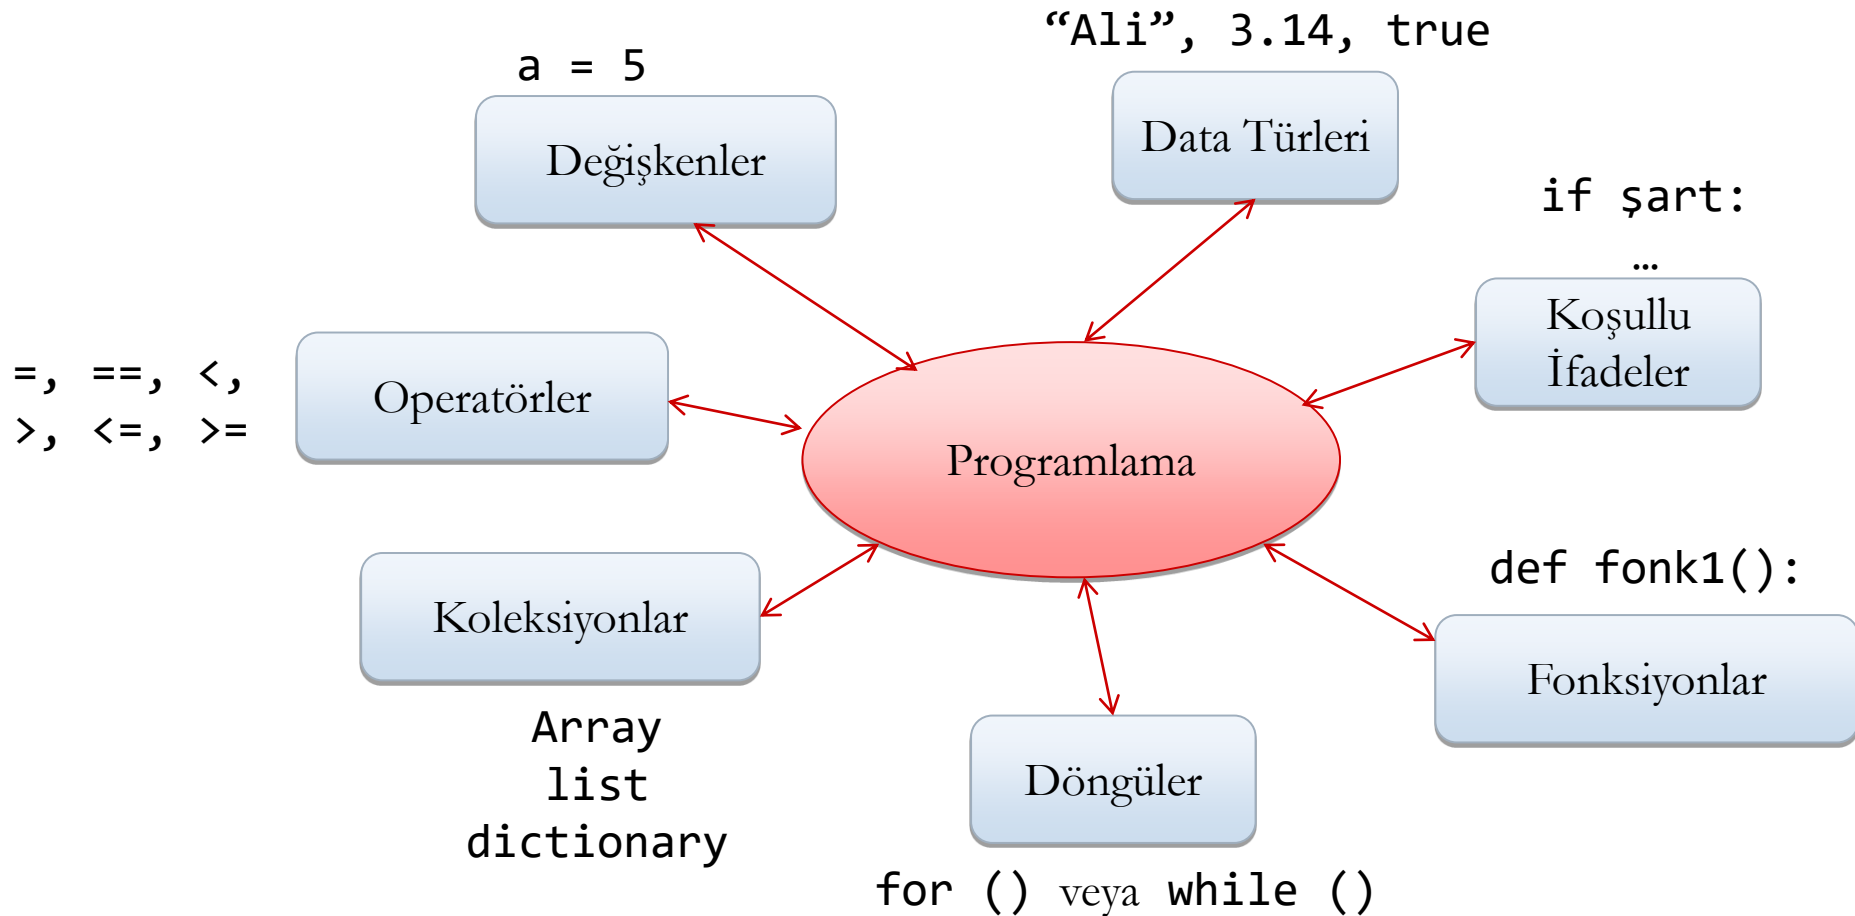 “Ali”, 3.14, true
a = 5
Data Türleri
Değişkenler
if şart:
…
Koşullu
İfadeler
=, ==, <,
>, <=, >=
Operatörler
Programlama
def fonk1():
Koleksiyonlar
Fonksiyonlar
Array
list
dictionary
Döngüler
for () veya while ()